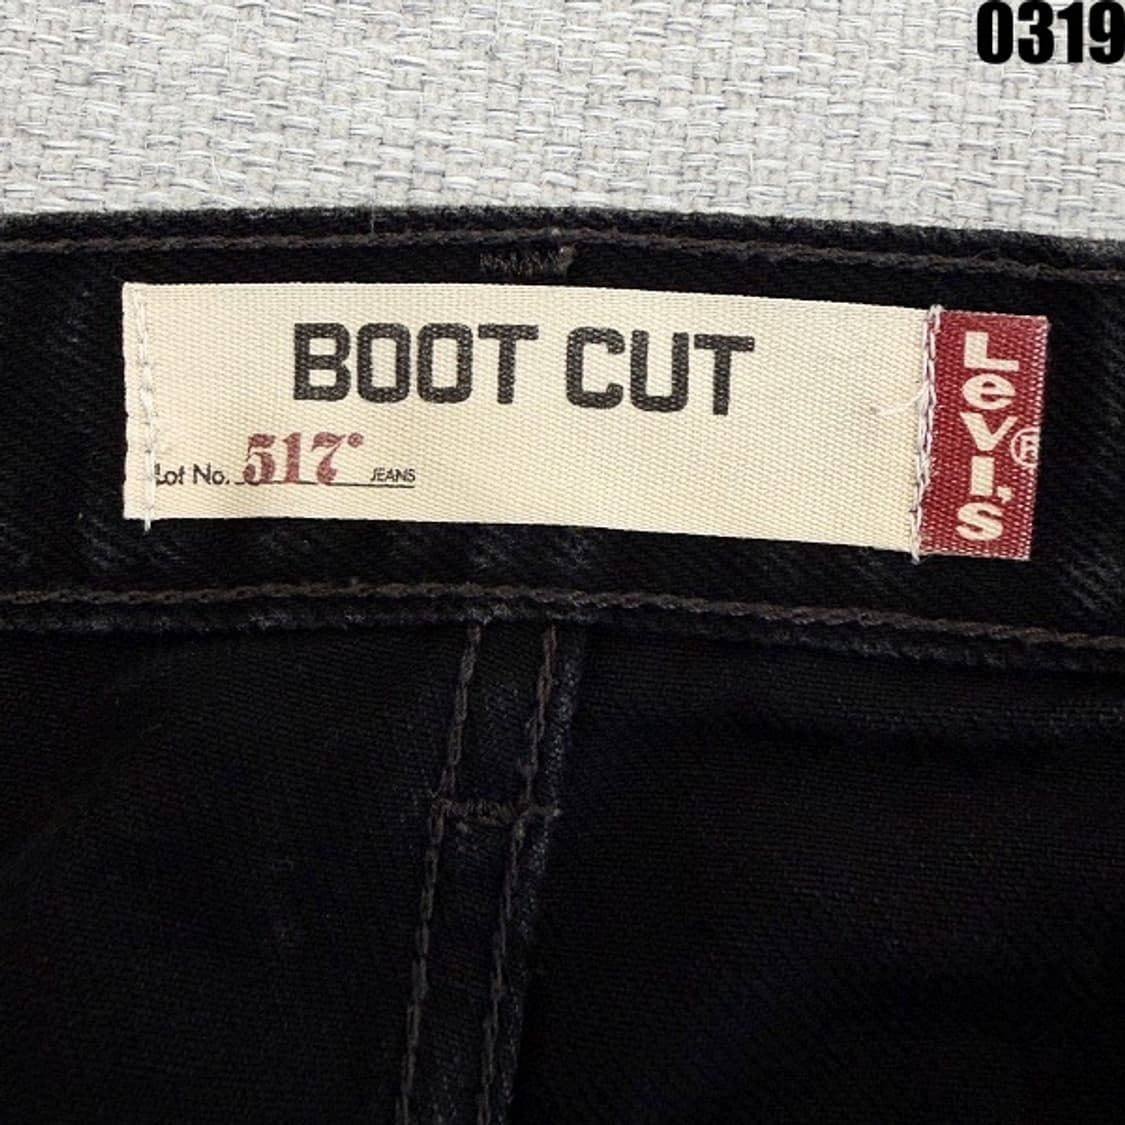 0319
BOOT CUT
Lot No. 517® JEANS
LEVI'S®